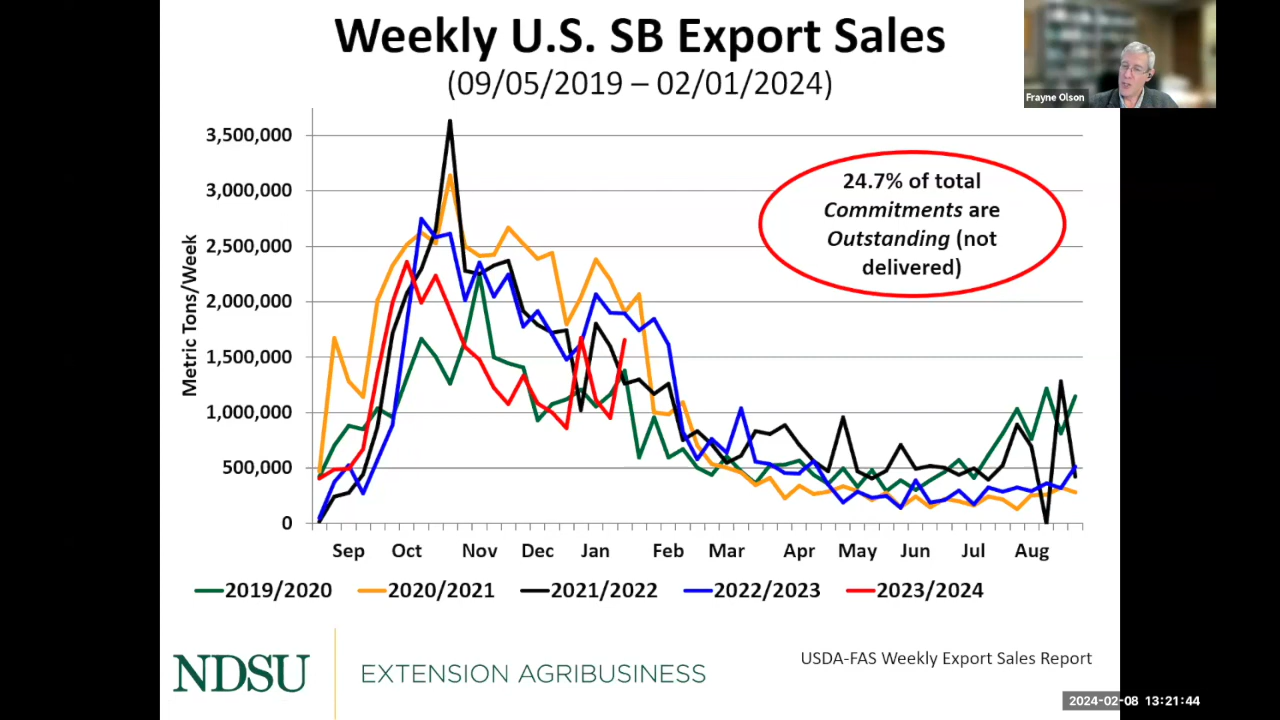 Weekly U.S. SB Export Sales
(09/05/2019 – 02/01/2024)
Frayne Olson
Metric Tons/Week
3,500,000
3,000,000
2,500,000
2,000,000
1,500,000
1,000,000
500,000
0
24.7% of total
Commitments are
Outstanding (not
delivered)
Sep Oct Nov Dec Jan Feb Mar Apr May Jun Jul Aug
2019/2020 2020/2021 2021/2022 2022/2023 2023/2024
NDSU EXTENSION AGRIBUSINESS
USDA-FAS Weekly Export Sales Report
2024-02-08 13:21:44